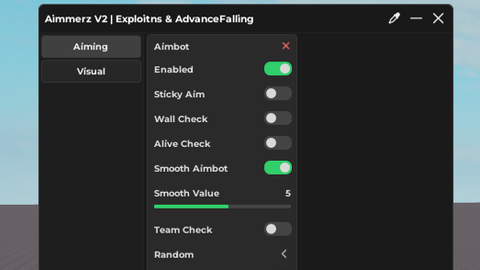 Aimmerz V2 | Exploitns & AdvanceFalling
Aiming
Visual
Aimbot
Enabled
Sticky Aim
Wall Check
Alive Check
Smooth Aimbot
Smooth Value 5
Team Check
Random